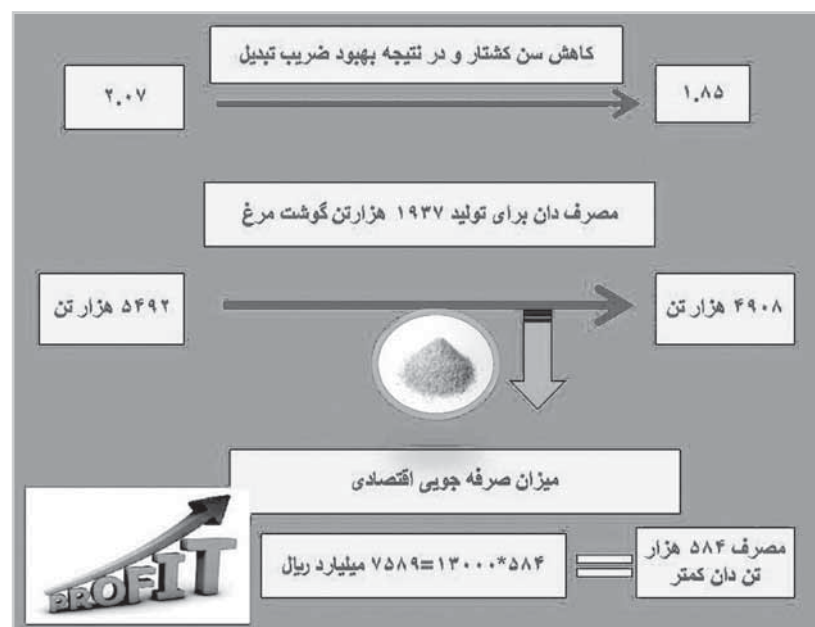 کاهش سن کشتار و در نتیجه بهبود ضریب تبدیل
۲.۰۷
۱.۸۵
مصرف دان برای تولید ۱۹۳۷ هزارتن گوشت مرغ
۵۴۹۲ هزار تن
۴۹۰۸ هزار تن
میزان صرفه جویی اقتصادی
مصرف ۵۸۴ هزار
تن دان کمتر
=
۵۸۴*۱۳۰۰۰=۷۵۸۹ میلیارد ریال
PROFIT